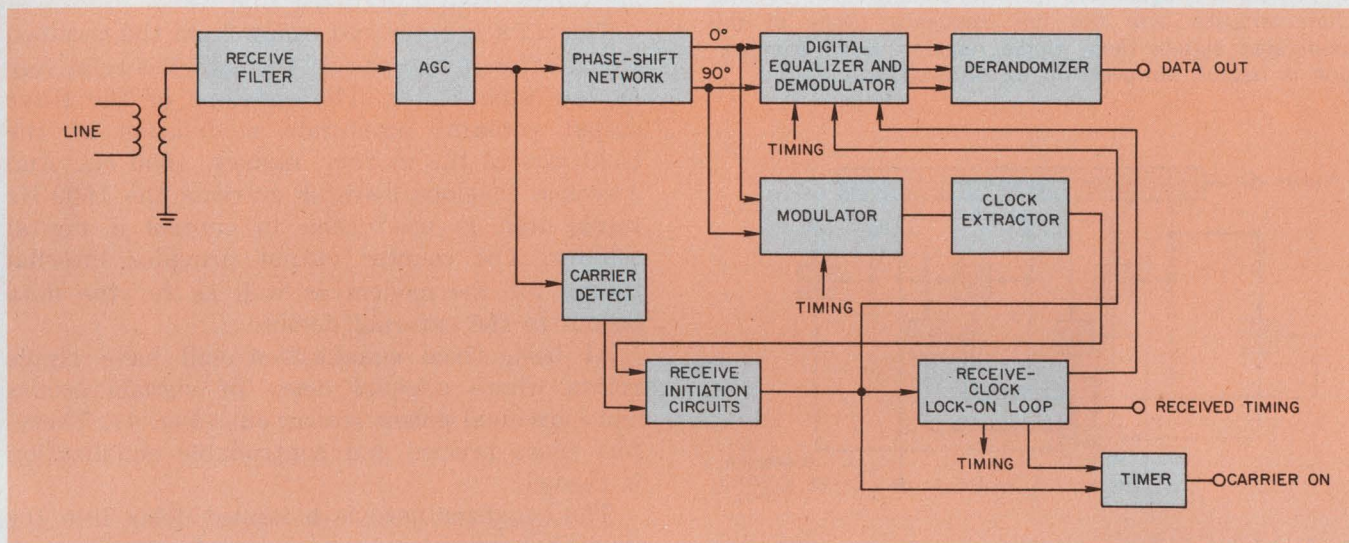 LINE
RECEIVE
FILTER
AGC
PHASE-SHIFT
NETWORK
0°
90°
DIGITAL
EQUALIZER AND
DEMODULATOR
DERANDOMIZER
DATA OUT
TIMING
MODULATOR
CLOCK
EXTRACTOR
TIMING
CARRIER
DETECT
RECEIVE
INITIATION
CIRCUITS
RECEIVE-
CLOCK
LOCK-ON LOOP
RECEIVED TIMING
TIMING
TIMER
CARRIER ON